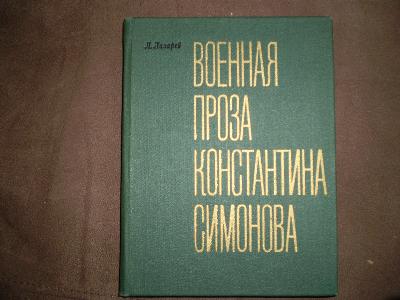 Л. Лазарев
ВОЕННАЯ
ПРОЗА
КОНСТАНТИНА
СИМОНОВА